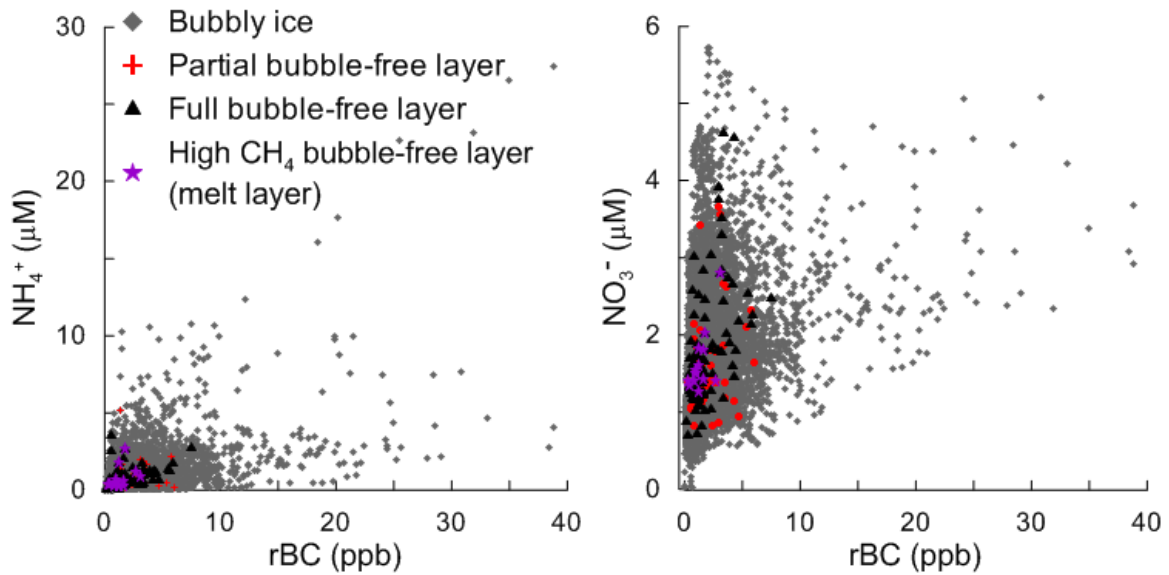 30
20
10
0
NH₄⁺ (μM)
Bubbly ice
Partial bubble-free layer
Full bubble-free layer
High CH₄ bubble-free layer
(melt layer)
0 10 20 30 40
rBC (ppb)
6
4
2
0
NO₃⁻ (μM)
0 10 20 30 40
rBC (ppb)